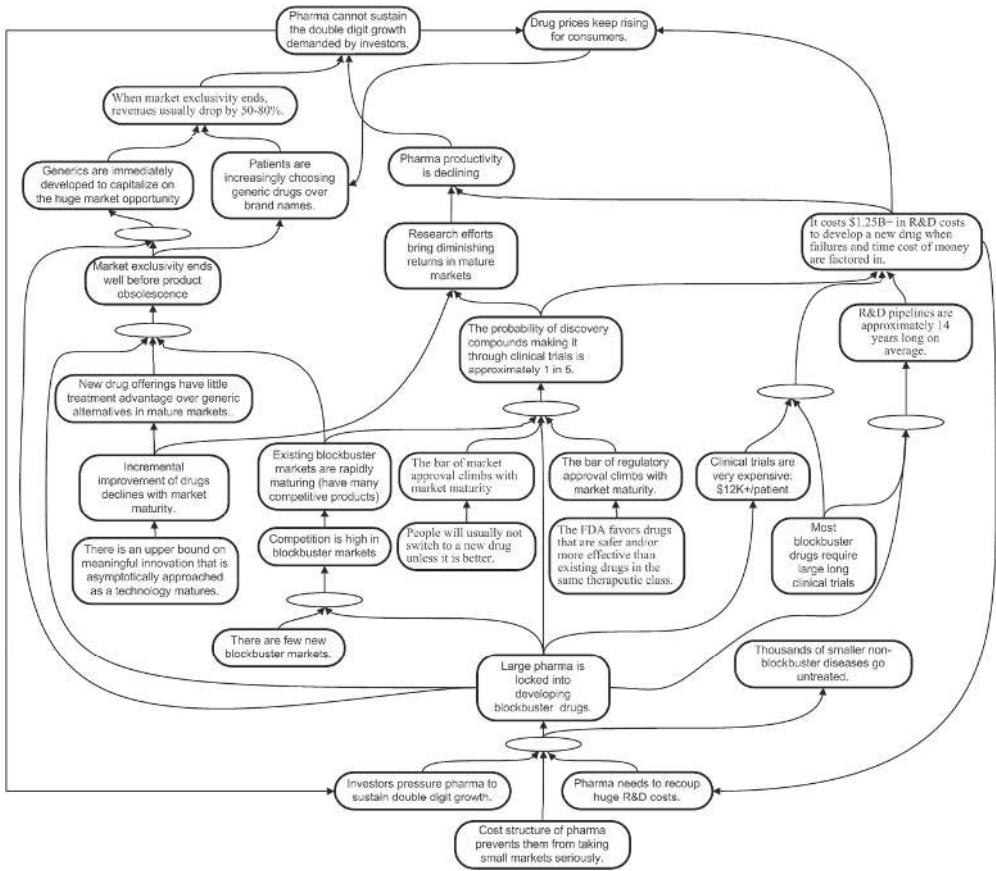 Pharma cannot sustain
the double digit growth
demanded by investors.
Drug prices keep rising
for consumers.
When market exclusivity ends,
revenues usually drop by 50-80%.
Generics are immediately
developed to capitalize on
the huge market opportunity
Patients are
increasingly choosing
generic drugs over
brand names.
Pharma productivity
is declining
Research efforts
bring diminishing
returns in mature
markets
It costs $1.25B+ in R&D costs
to develop a new drug when
failures and time cost of money
are factored in.
Market exclusivity ends
well before product
obsolescence
The probability of discovery
compounds making it
through clinical trials is
approximately 1 in 5.
R&D pipelines are
approximately 14
years long on
average.
New drug offerings have little
treatment advantage over generic
alternatives in mature markets..
Incremental
improvement of drugs
declines with market
maturity.
Existing blockbuster
markets are rapidly
maturing (have many
competitive products)
The bar of market
approval climbs with
market maturity
The bar of regulatory
approval climbs with
market maturity.
Clinical trials are
very expensive:
$12K+/patient
There is an upper bound on
meaningful innovation that is
asymptotically approached
as a technology matures.
Competition is high in
blockbuster markets
People will usually not
switch to a new drug
unless it is better.
The FDA favors drugs
that are safer and/or
more effective than
existing drugs in the
same therapeutic class.
Most
blockbuster
drugs require
large long
clinical trials
There are few new
blockbuster markets.
Large pharma is
locked into
developing
blockbuster drugs.
Thousands of smaller non-
blockbuster diseases go
untreated.
Investors pressure pharma to
sustain double digit growth.
Pharma needs to recoup
huge R&D costs.
Cost structure of pharma
prevents them from taking
small markets seriously.